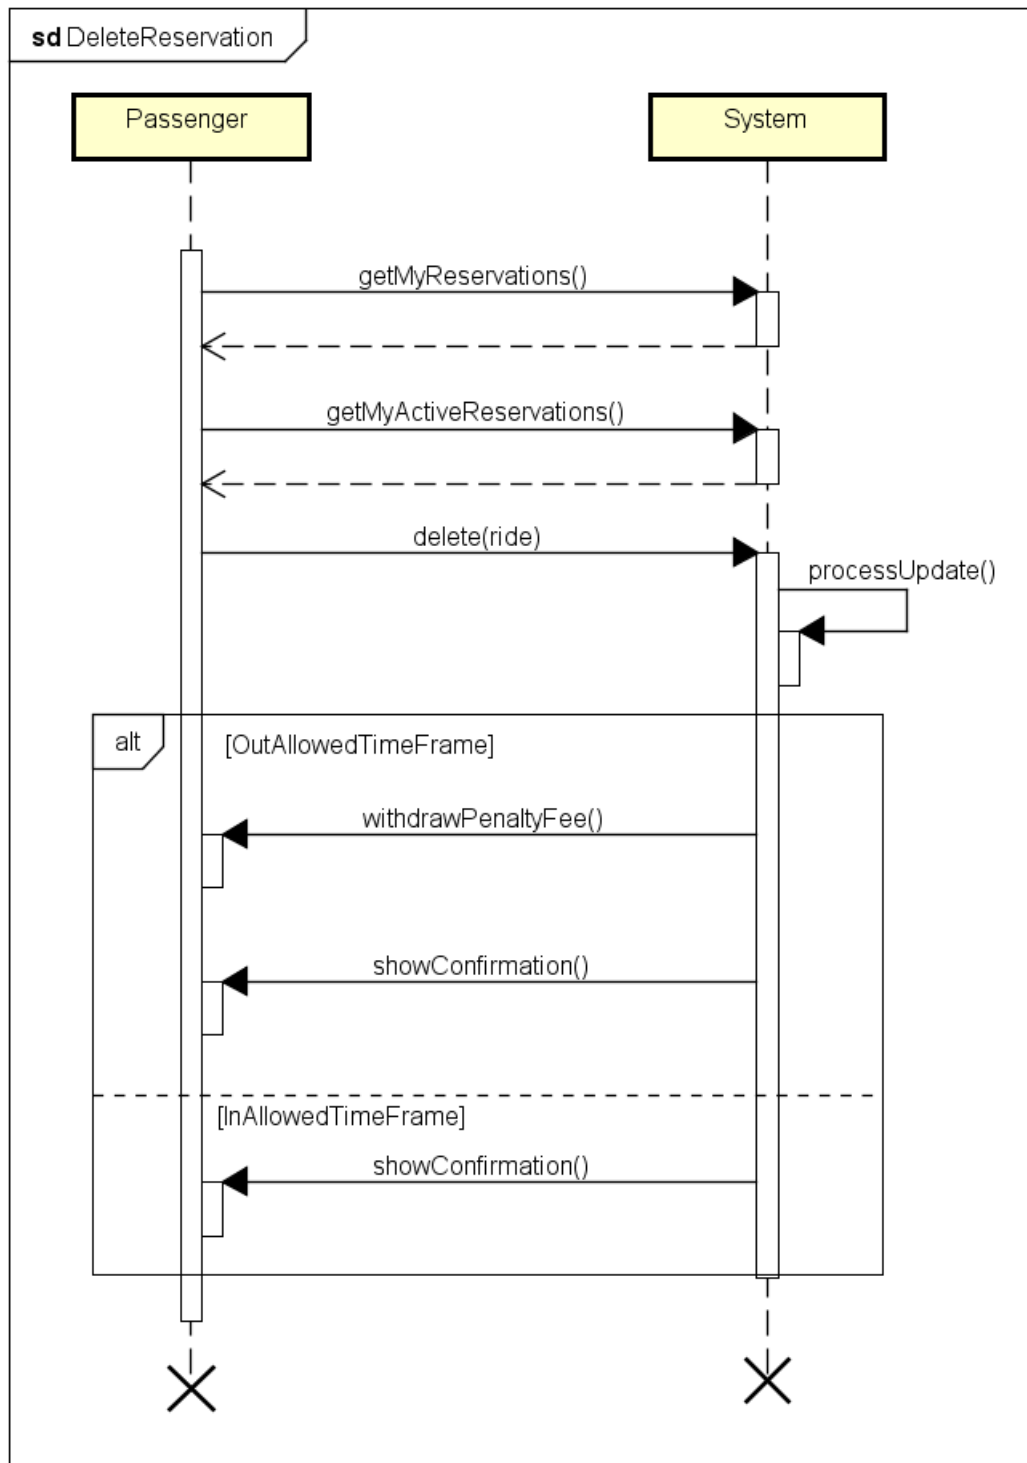 sd DeleteReservation
Passenger
System
getMyReservations()
getMyActiveReservations()
delete(ride)
processUpdate()
alt
[OutAllowedTimeFrame]
withdrawPenaltyFee()
showConfirmation()
[InAllowedTimeFrame]
showConfirmation()